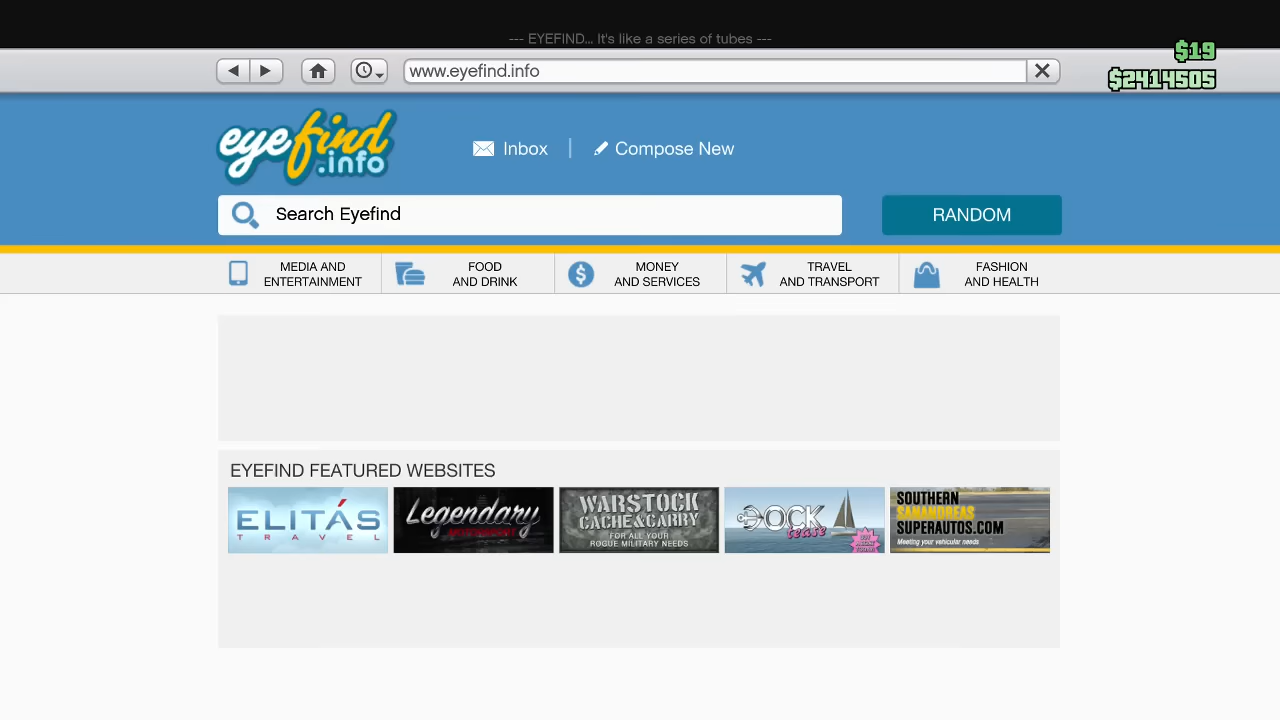 --- EYEFIND... It's like a series of tubes ---
$19
www.eyefind.info
$2414505
eyefind
.info
Inbox
Compose New
Search Eyefind
RANDOM
MEDIA AND
ENTERTAINMENT
FOOD
AND DRINK
MONEY
AND SERVICES
TRAVEL
AND TRANSPORT
FASHION
AND HEALTH
EYEFIND FEATURED WEBSITES
ELITÁS
TRAVEL
Legendary
MOTORSPORT
WARSTOCK
CACHE&CARRY
FOR ALL YOUR
ROGUE MILITARY NEEDS
DOCK
tease
SOUTHERN
SANANDREAS
SUPERAUTOS.COM
Meeting your vehicular needs